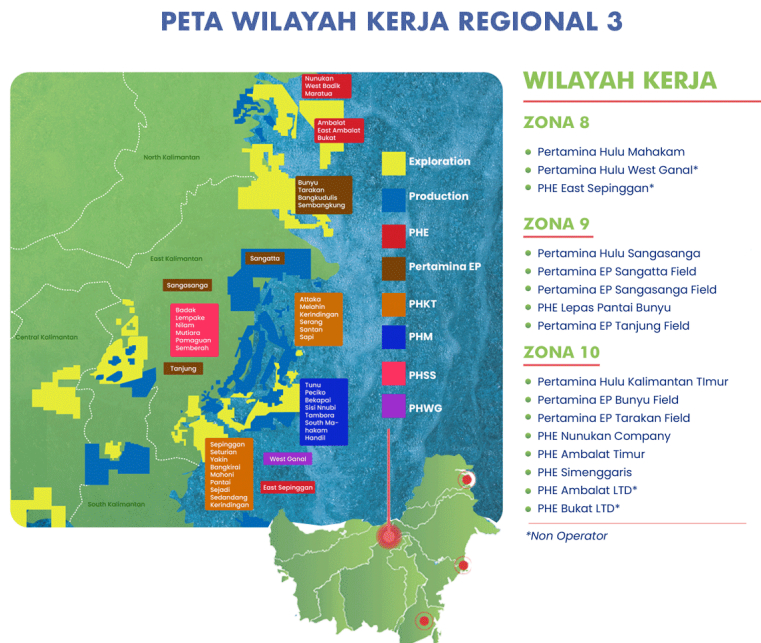 PETA WILAYAH KERJA REGIONAL 3
Nunukan
West Badik
Maratua
Ambalat
East Ambalat
Bukat
North Kalimantan
Bunyu
Tarakan
Bangkudulis
Sembangkung
East Kalimantan
Sangatta
Sangasanga
Badak
Lempake
Nilam
Mutiara
Pamaguan
Semberah
Attaka
Melahin
Kerindingan
Serang
Santan
Sapi
Central Kalimantan
Tanjung
Tunu
Peciko
Bekapai
Sisi Nnubi
Tambora
South Ma-
hakam
Handil
Sepinggan
Seturian
Yakin
Bangkirai
Mahoni
Pantai
Sejadi
Sedandang
Kerindingan
West Ganal
East Sepinggan
South Kalimantan
Exploration
Production
PHE
Pertamina EP
PHKT
PHM
PHSS
PHWG
WILAYAH KERJA
ZONA 8
Pertamina Hulu Mahakam
Pertamina Hulu West Ganal*
PHE East Sepinggan*
ZONA 9
Pertamina Hulu Sangasanga
Pertamina EP Sangatta Field
Pertamina EP Sangasanga Field
PHE Lepas Pantai Bunyu
Pertamina EP Tanjung Field
ZONA 10
Pertamina Hulu Kalimantan TImur
Pertamina EP Bunyu Field
Pertamina EP Tarakan Field
PHE Nunukan Company
PHE Ambalat Timur
PHE Simenggaris
PHE Ambalat LTD*
PHE Bukat LTD*
*Non Operator